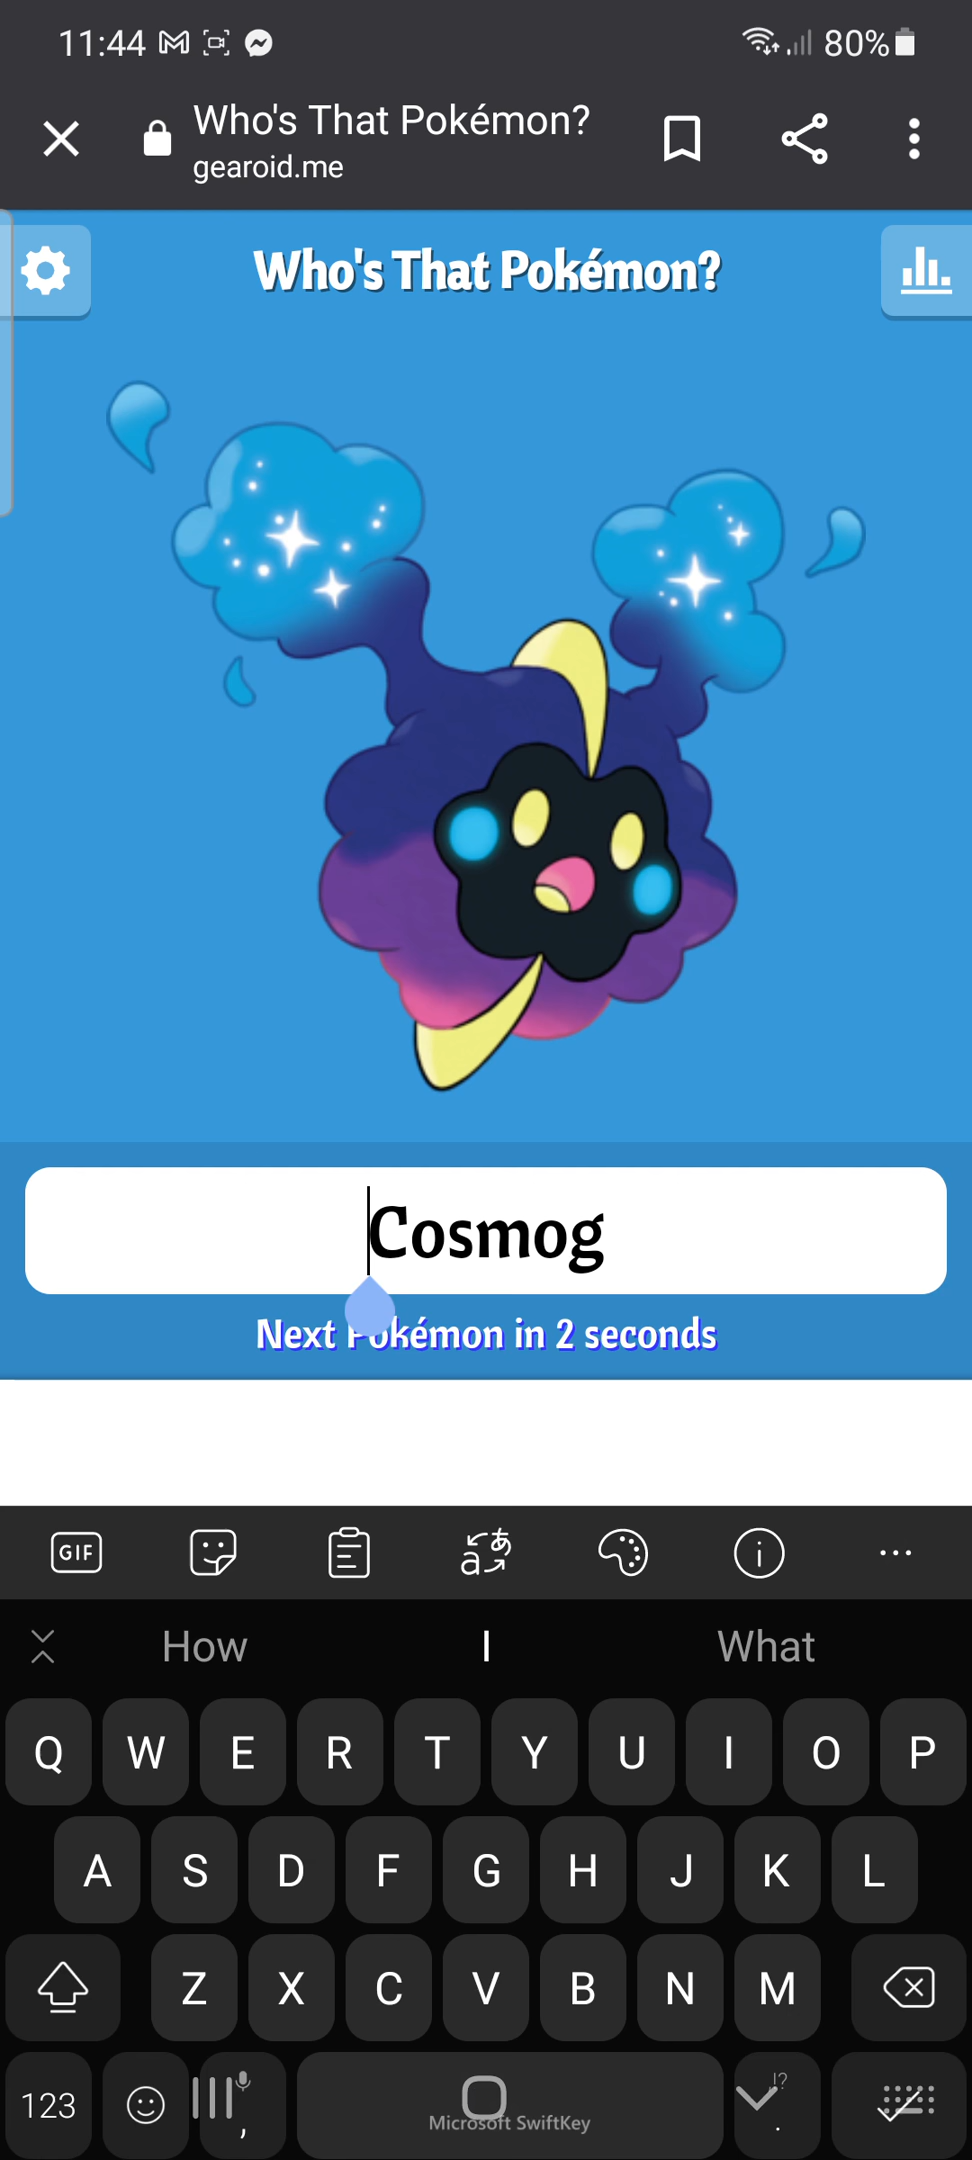 11:44 80%
Who's That Pokémon?
gearoid.me
Who's That Pokémon?
Cosmog
Next Pokémon in 2 seconds
GIF
How I What
Q W E R T Y U I O P
A S D F G H J K L
Z X C V B N M
123 , Microsoft SwiftKey !? .